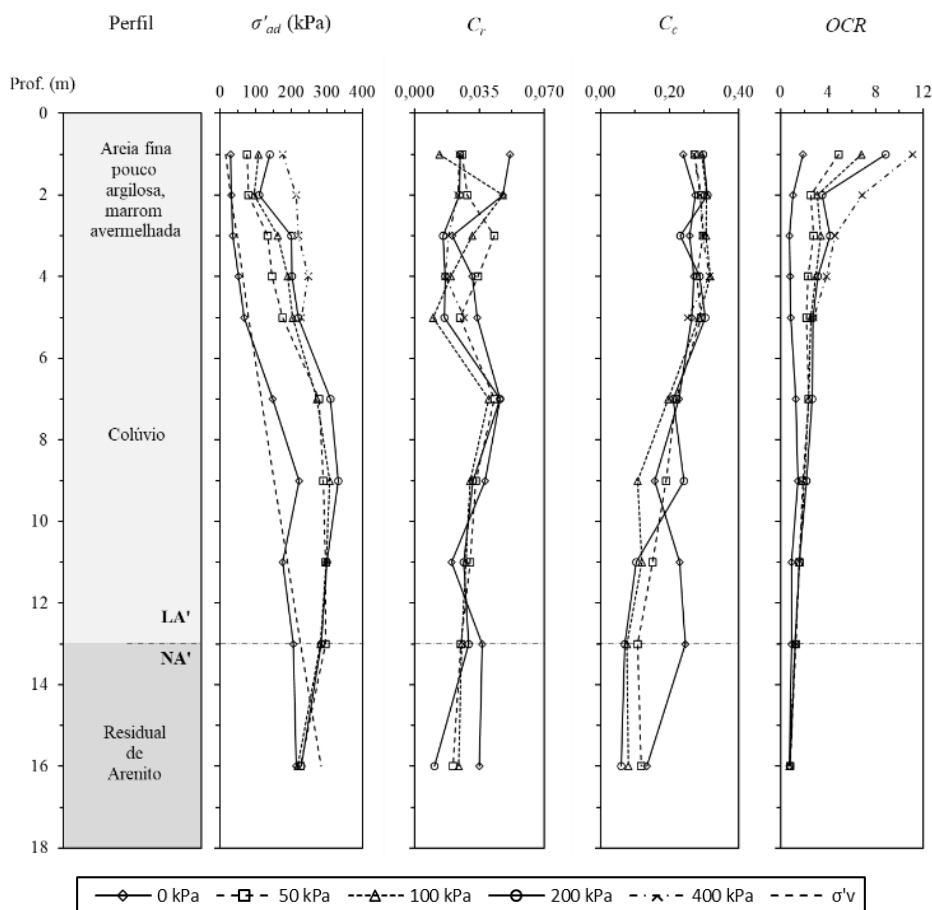 Perfil
σ'ad (kPa)
Cr
Cc
OCR
Prof. (m)
0 100 200 300 400
0,000 0,035 0,070
0,00 0,20 0,40
0 4 8 12
0
2
4
6
8
10
12
14
16
18
Areia fina
pouco
argilosa,
marrom
avermelhada
Colúvio
LA'
NA'
Residual
de
Arenito
0 kPa 50 kPa 100 kPa 200 kPa 400 kPa σ'v